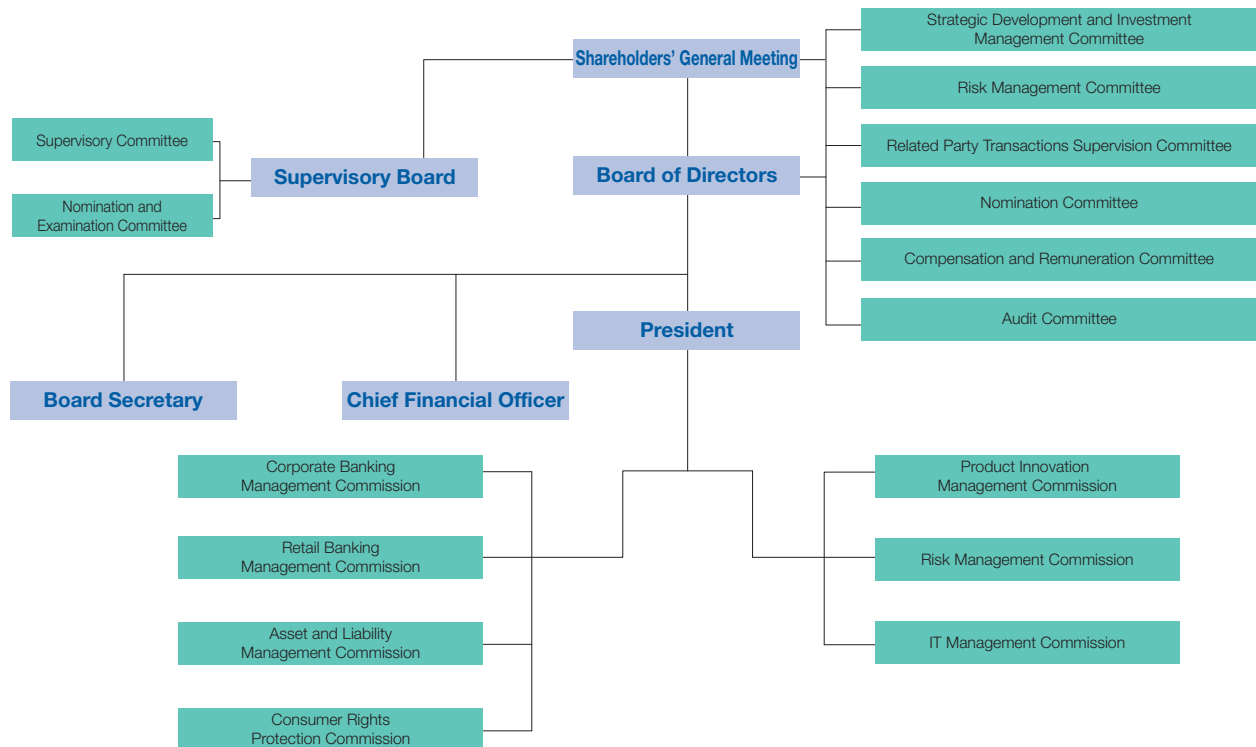 Strategic Development and Investment
Management Committee
Shareholders' General Meeting
Risk Management Committee
Supervisory Committee
Related Party Transactions Supervision Committee
Supervisory Board
Board of Directors
Nomination and
Examination Committee
Nomination Committee
Compensation and Remuneration Committee
Audit Committee
President
Board Secretary
Chief Financial Officer
Corporate Banking
Management Commission
Product Innovation
Management Commission
Retail Banking
Management Commission
Risk Management Commission
Asset and Liability
Management Commission
IT Management Commission
Consumer Rights
Protection Commission